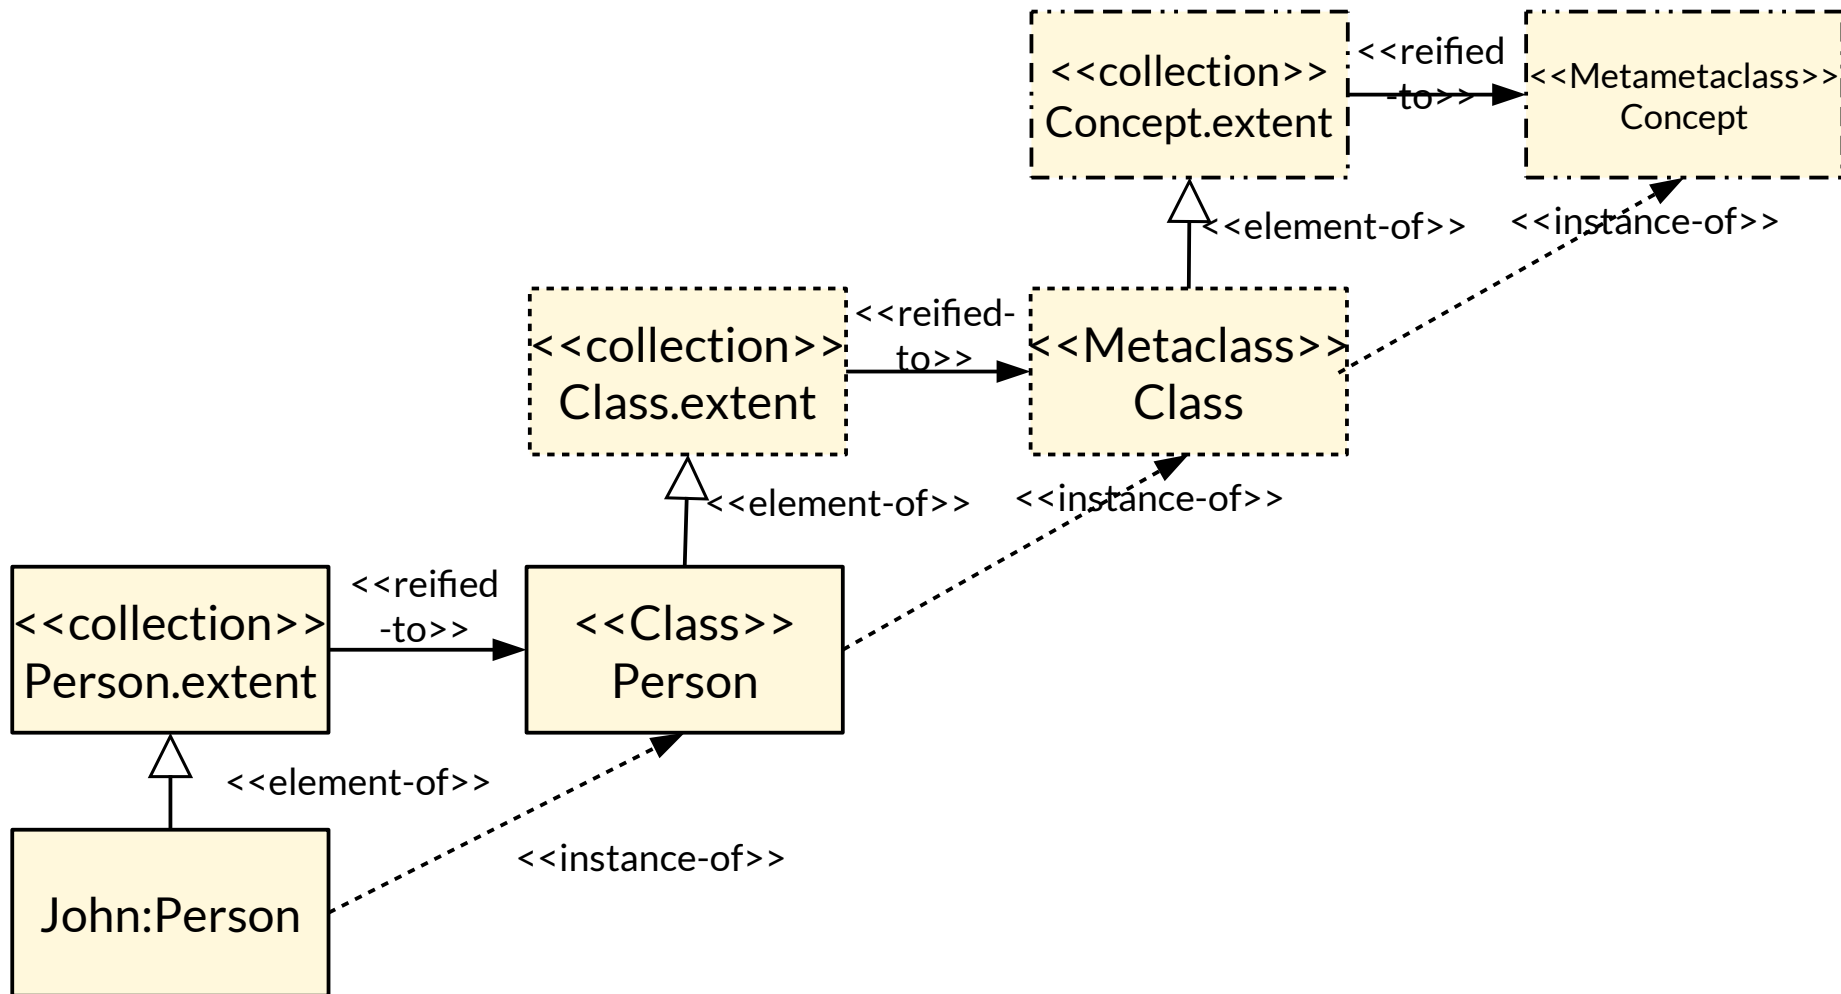 <<collection>>
Concept.extent
<<reified
-to>>
<<Metametaclass>>
Concept
<<element-of>>
<<instance-of>>
<<collection>>
Class.extent
<<reified-
to>>
<<Metaclass>>
Class
<<element-of>>
<<instance-of>>
<<collection>>
Person.extent
<<reified
-to>>
<<Class>>
Person
<<element-of>>
<<instance-of>>
John:Person